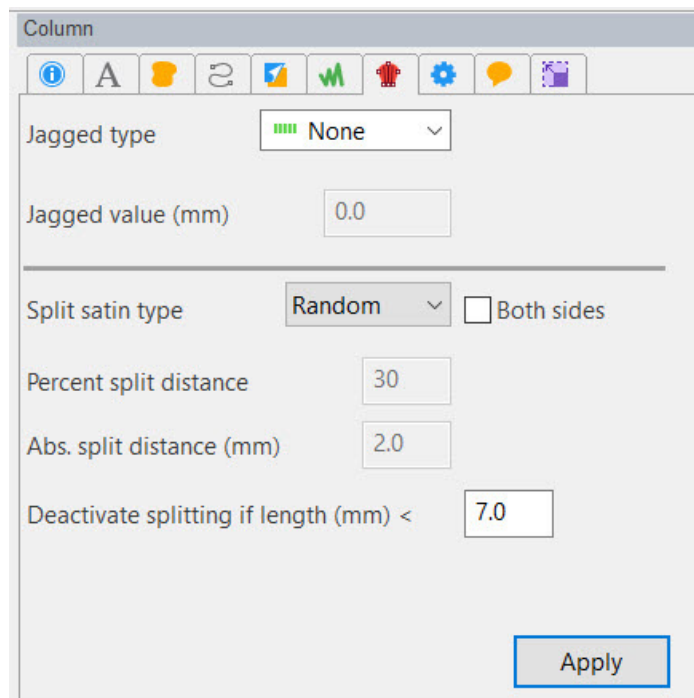 Column
A
Jagged type None
Jagged value (mm) 0.0
Split satin type Random Both sides
Percent split distance 30
Abs. split distance (mm) 2.0
Deactivate splitting if length (mm) < 7.0
Apply